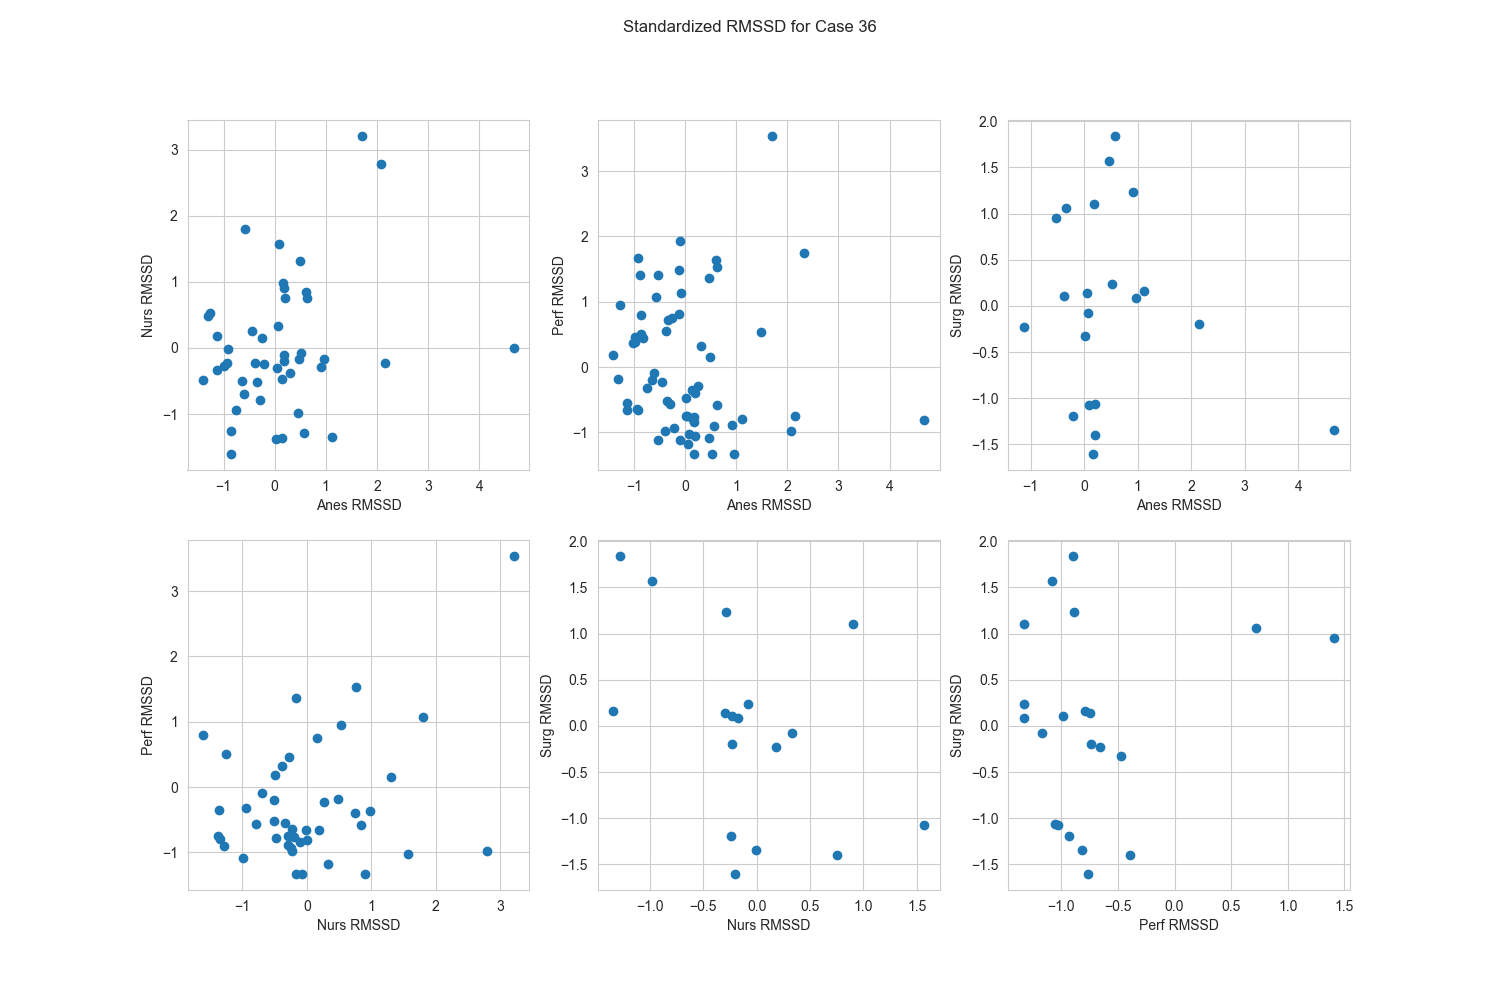 Standardized RMSSD for Case 36
3
2
1
0
−1
Nurs RMSSD
−1 0 1 2 3 4
Anes RMSSD
3
2
1
0
−1
Perf RMSSD
−1 0 1 2 3 4
Anes RMSSD
2.0
1.5
1.0
0.5
0.0
−0.5
−1.0
−1.5
Surg RMSSD
−1 0 1 2 3 4
Anes RMSSD
3
2
1
0
−1
Perf RMSSD
−1 0 1 2 3
Nurs RMSSD
2.0
1.5
1.0
0.5
0.0
−0.5
−1.0
−1.5
Surg RMSSD
−1.0 −0.5 0.0 0.5 1.0 1.5
Nurs RMSSD
2.0
1.5
1.0
0.5
0.0
−0.5
−1.0
−1.5
Surg RMSSD
−1.0 −0.5 0.0 0.5 1.0 1.5
Perf RMSSD